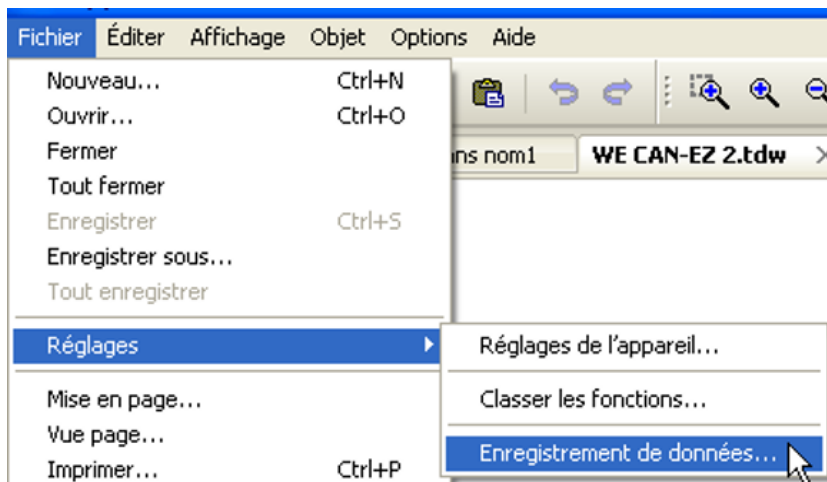 Fichier Éditer Affichage Objet Options Aide
Nouveau... Ctrl+N
Ouvrir... Ctrl+O
Fermer
ns nom1 WE CAN-EZ 2.tdw
Tout fermer
Enregistrer Ctrl+S
Enregistrer sous...
Tout enregistrer
Réglages
Réglages de l'appareil...
Mise en page...
Classer les fonctions...
Vue page...
Enregistrement de données...
Imprimer... Ctrl+P